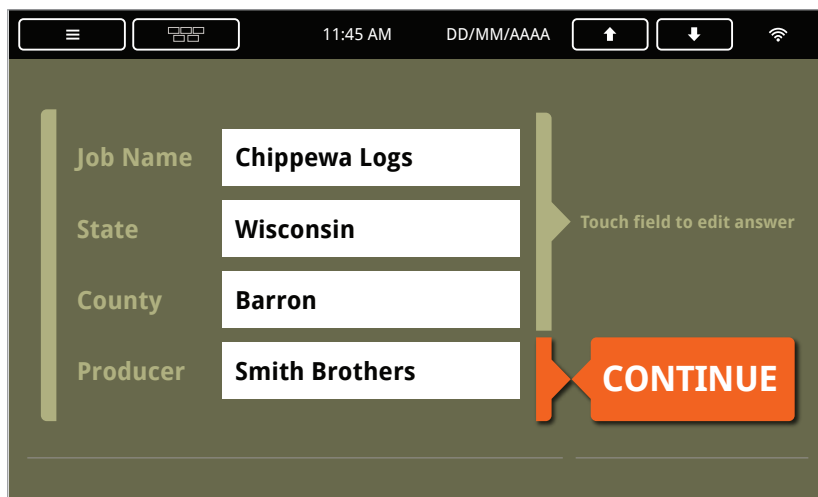 11:45 AM DD/MM/AAAA
Job Name Chippewa Logs
State Wisconsin
Touch field to edit answer
County Barron
Producer Smith Brothers
CONTINUE